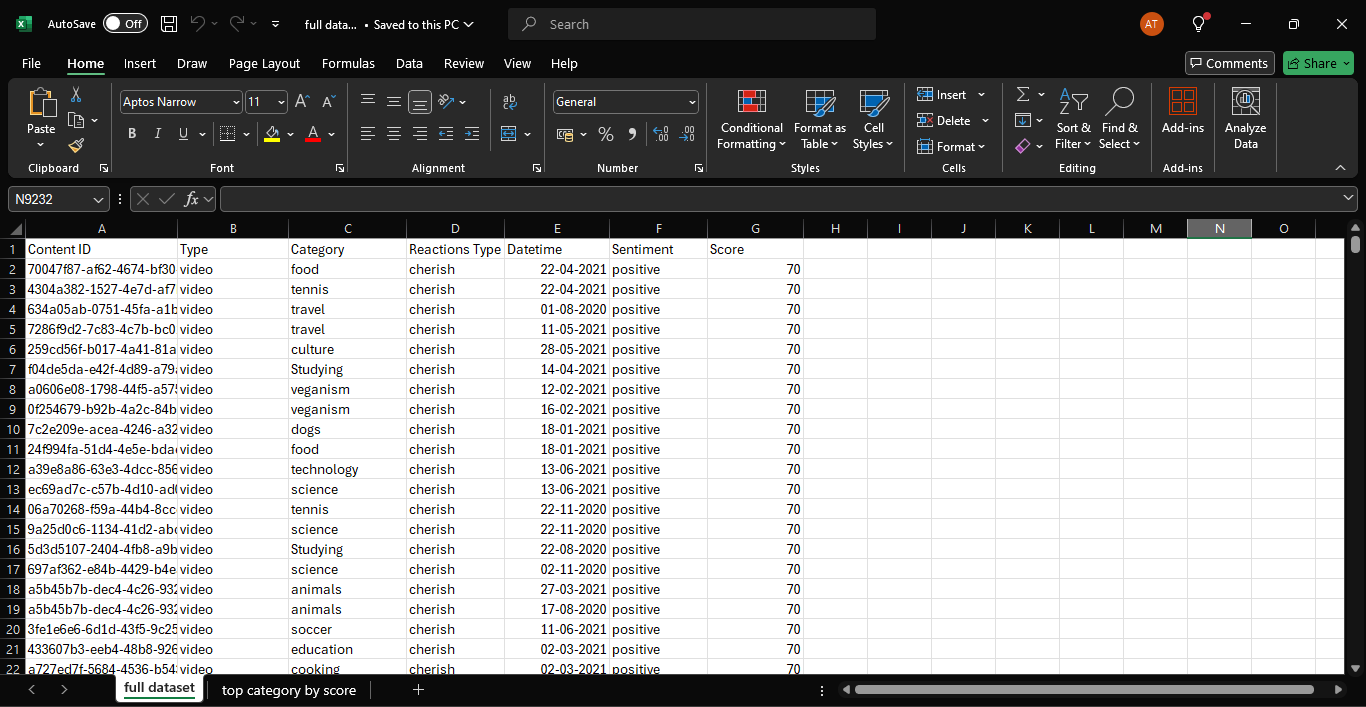 AutoSave Off full data... • Saved to this PC Search AT
File Home Insert Draw Page Layout Formulas Data Review View Help Comments Share
Paste
Clipboard
Aptos Narrow 11
B I U A
Font
ab
Alignment
General
% 9 .00
Number
Conditional Formatting
Format as Table
Cell Styles
Styles
Insert
Delete
Format
Cells
Sort & Filter
Find & Select
Editing
Add-ins
Add-ins
Analyze Data
N9232 fx
A B C D E F G H I J K L M N O
1 Content ID Type Category Reactions Type Datetime Sentiment Score
2 70047f87-af62-4674-bf30 video food cherish 22-04-2021 positive 70
3 4304a382-1527-4e7d-af7 video tennis cherish 22-04-2021 positive 70
4 634a05ab-0751-45fa-a1b video travel cherish 01-08-2020 positive 70
5 7286f9d2-7c83-4c7b-bc0 video travel cherish 11-05-2021 positive 70
6 259cd56f-b017-4a41-81a video culture cherish 28-05-2021 positive 70
7 f04de5da-e42f-4d89-a79 video Studying cherish 14-04-2021 positive 70
8 a0606e08-1798-44f5-a575 video veganism cherish 12-02-2021 positive 70
9 0f254679-b92b-4a2c-84b video veganism cherish 16-02-2021 positive 70
10 7c2e209e-acea-4246-a32 video dogs cherish 18-01-2021 positive 70
11 24f994fa-51d4-4e5e-bda video food cherish 18-01-2021 positive 70
12 a39e8a86-63e3-4dcc-856 video technology cherish 13-06-2021 positive 70
13 ec69ad7c-c57b-4d10-ad0 video science cherish 13-06-2021 positive 70
14 06a70268-f59a-44b4-8cc video tennis cherish 22-11-2020 positive 70
15 9a25d0c6-1134-41d2-abc video science cherish 22-11-2020 positive 70
16 5d3d5107-2404-4fb8-a9b video Studying cherish 22-08-2020 positive 70
17 697af362-e84b-4429-b4e video science cherish 02-11-2020 positive 70
18 a5b45b7b-dec4-4c26-932 video animals cherish 27-03-2021 positive 70
19 a5b45b7b-dec4-4c26-932 video animals cherish 17-08-2020 positive 70
20 3fe1e6e6-6d1d-43f5-9c25 video soccer cherish 11-06-2021 positive 70
21 433607b3-eeb4-48b8-926 video education cherish 02-03-2021 positive 70
22 a727ed7f-5684-4536-b54 video cooking cherish 02-03-2021 positive 70
full dataset top category by score